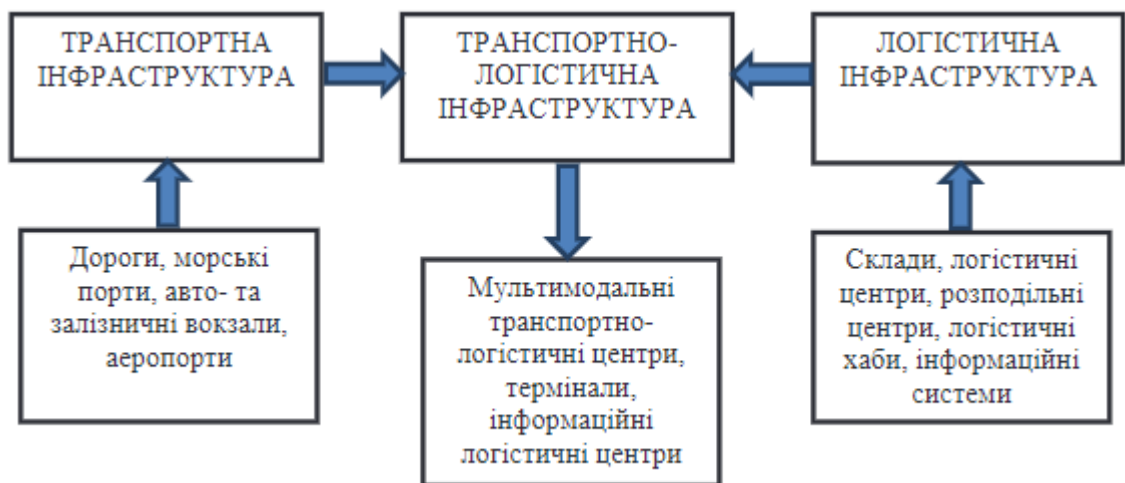 ТРАНСПОРТНА
ІНФРАСТРУКТУРА
ТРАНСПОРТНО-
ЛОГІСТИЧНА
ІНФРАСТРУКТУРА
ЛОГІСТИЧНА
ІНФРАСТРУКТУРА
Дороги, морські
порти, авто- та
залізничні вокзали,
аеропорти
Мультимодальні
транспортно-
логістичні центри,
термінали,
інформаційні
логістичні центри
Склади, логістичні
центри, розподільні
центри, логістичні
хаби, інформаційні
системи